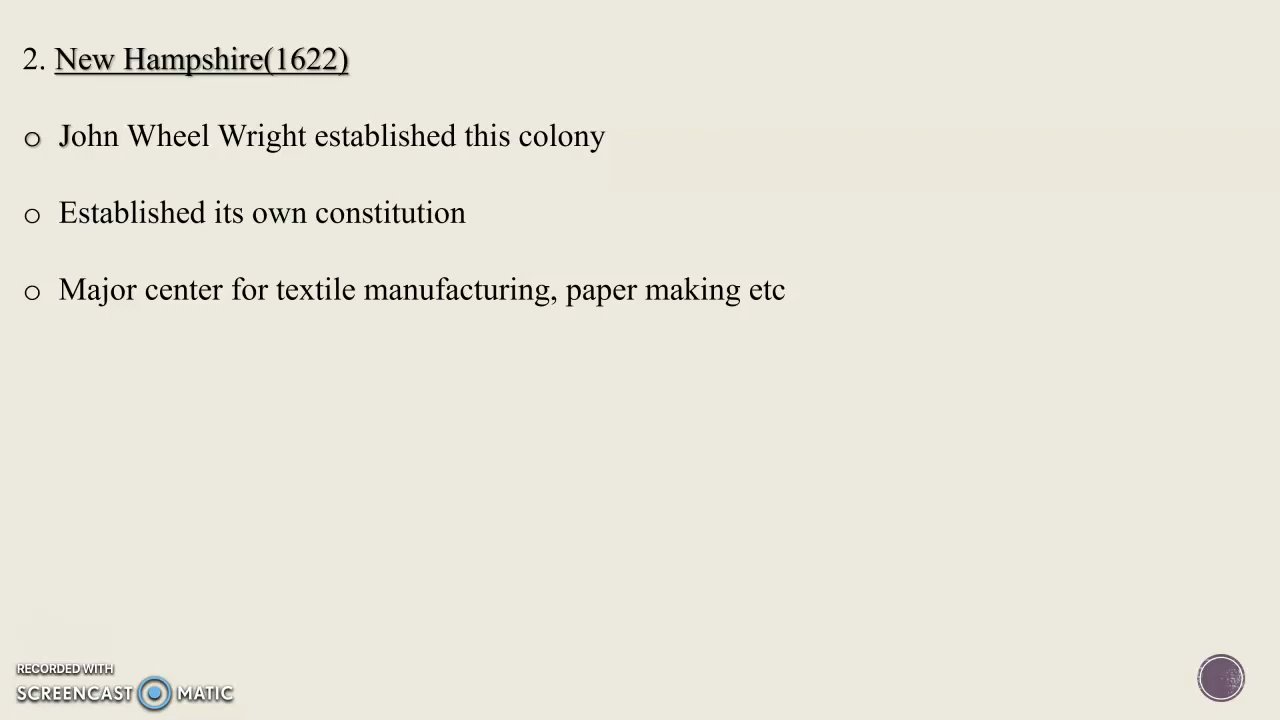 2. New Hampshire(1622)
o John Wheel Wright established this colony
o Established its own constitution
o Major center for textile manufacturing, paper making etc
RECORDED WITH
SCREENCAST MATIC